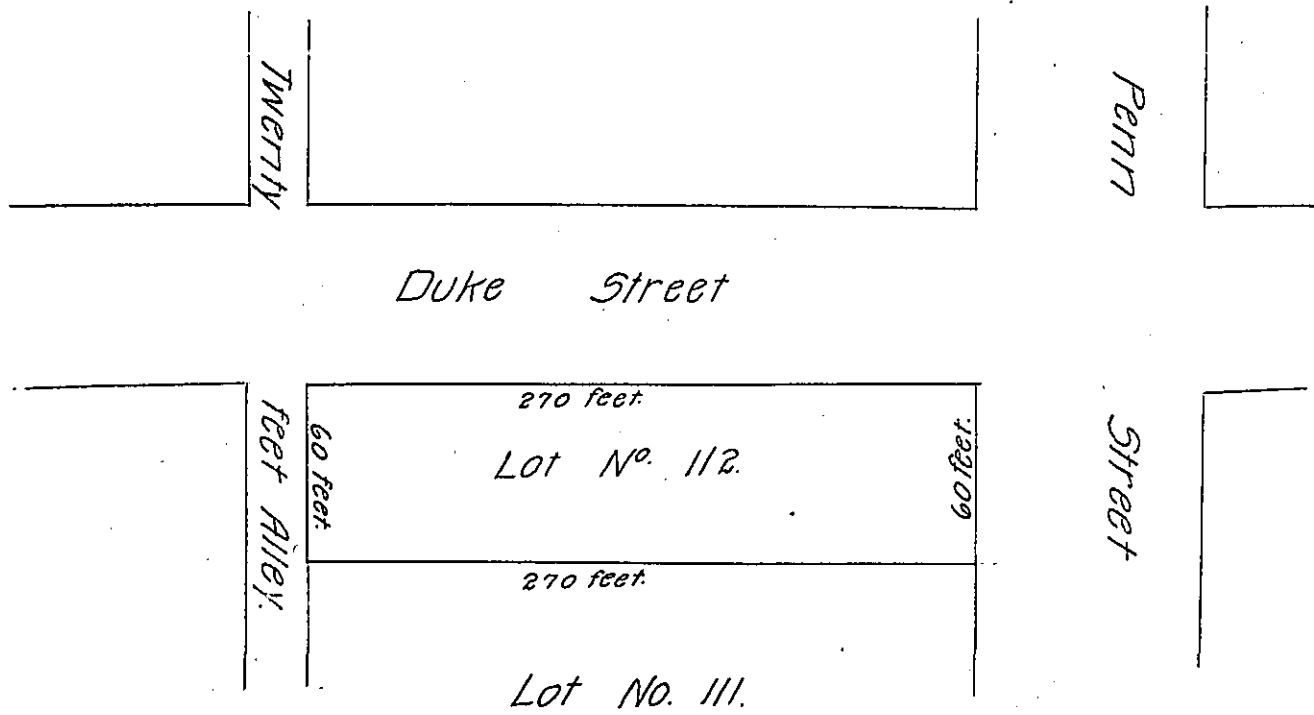 Twenty
feet Alley.
Penn
Street
Duke Street
270 feet.
60 feet.
Lot Nº. 112.
60 feet.
270 feet.
Lot No. 111.